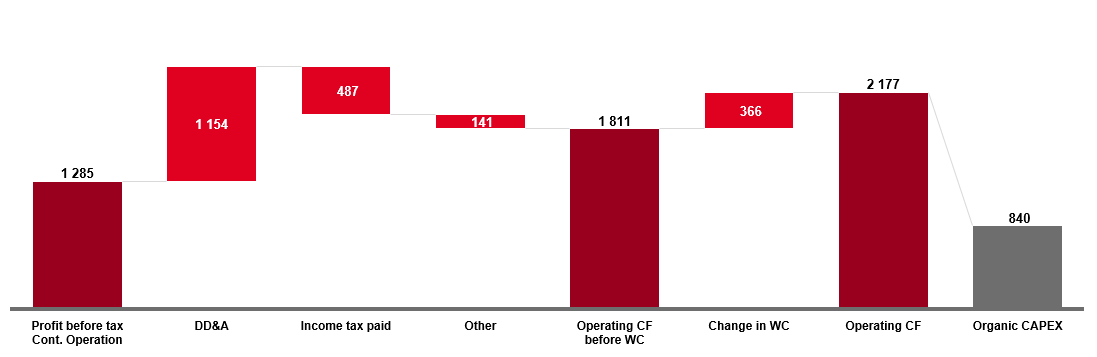 1 285
1 154
487
141
1 811
366
2 177
840
Profit before tax
Cont. Operation
DD&A
Income tax paid
Other
Operating CF
before WC
Change in WC
Operating CF
Organic CAPEX